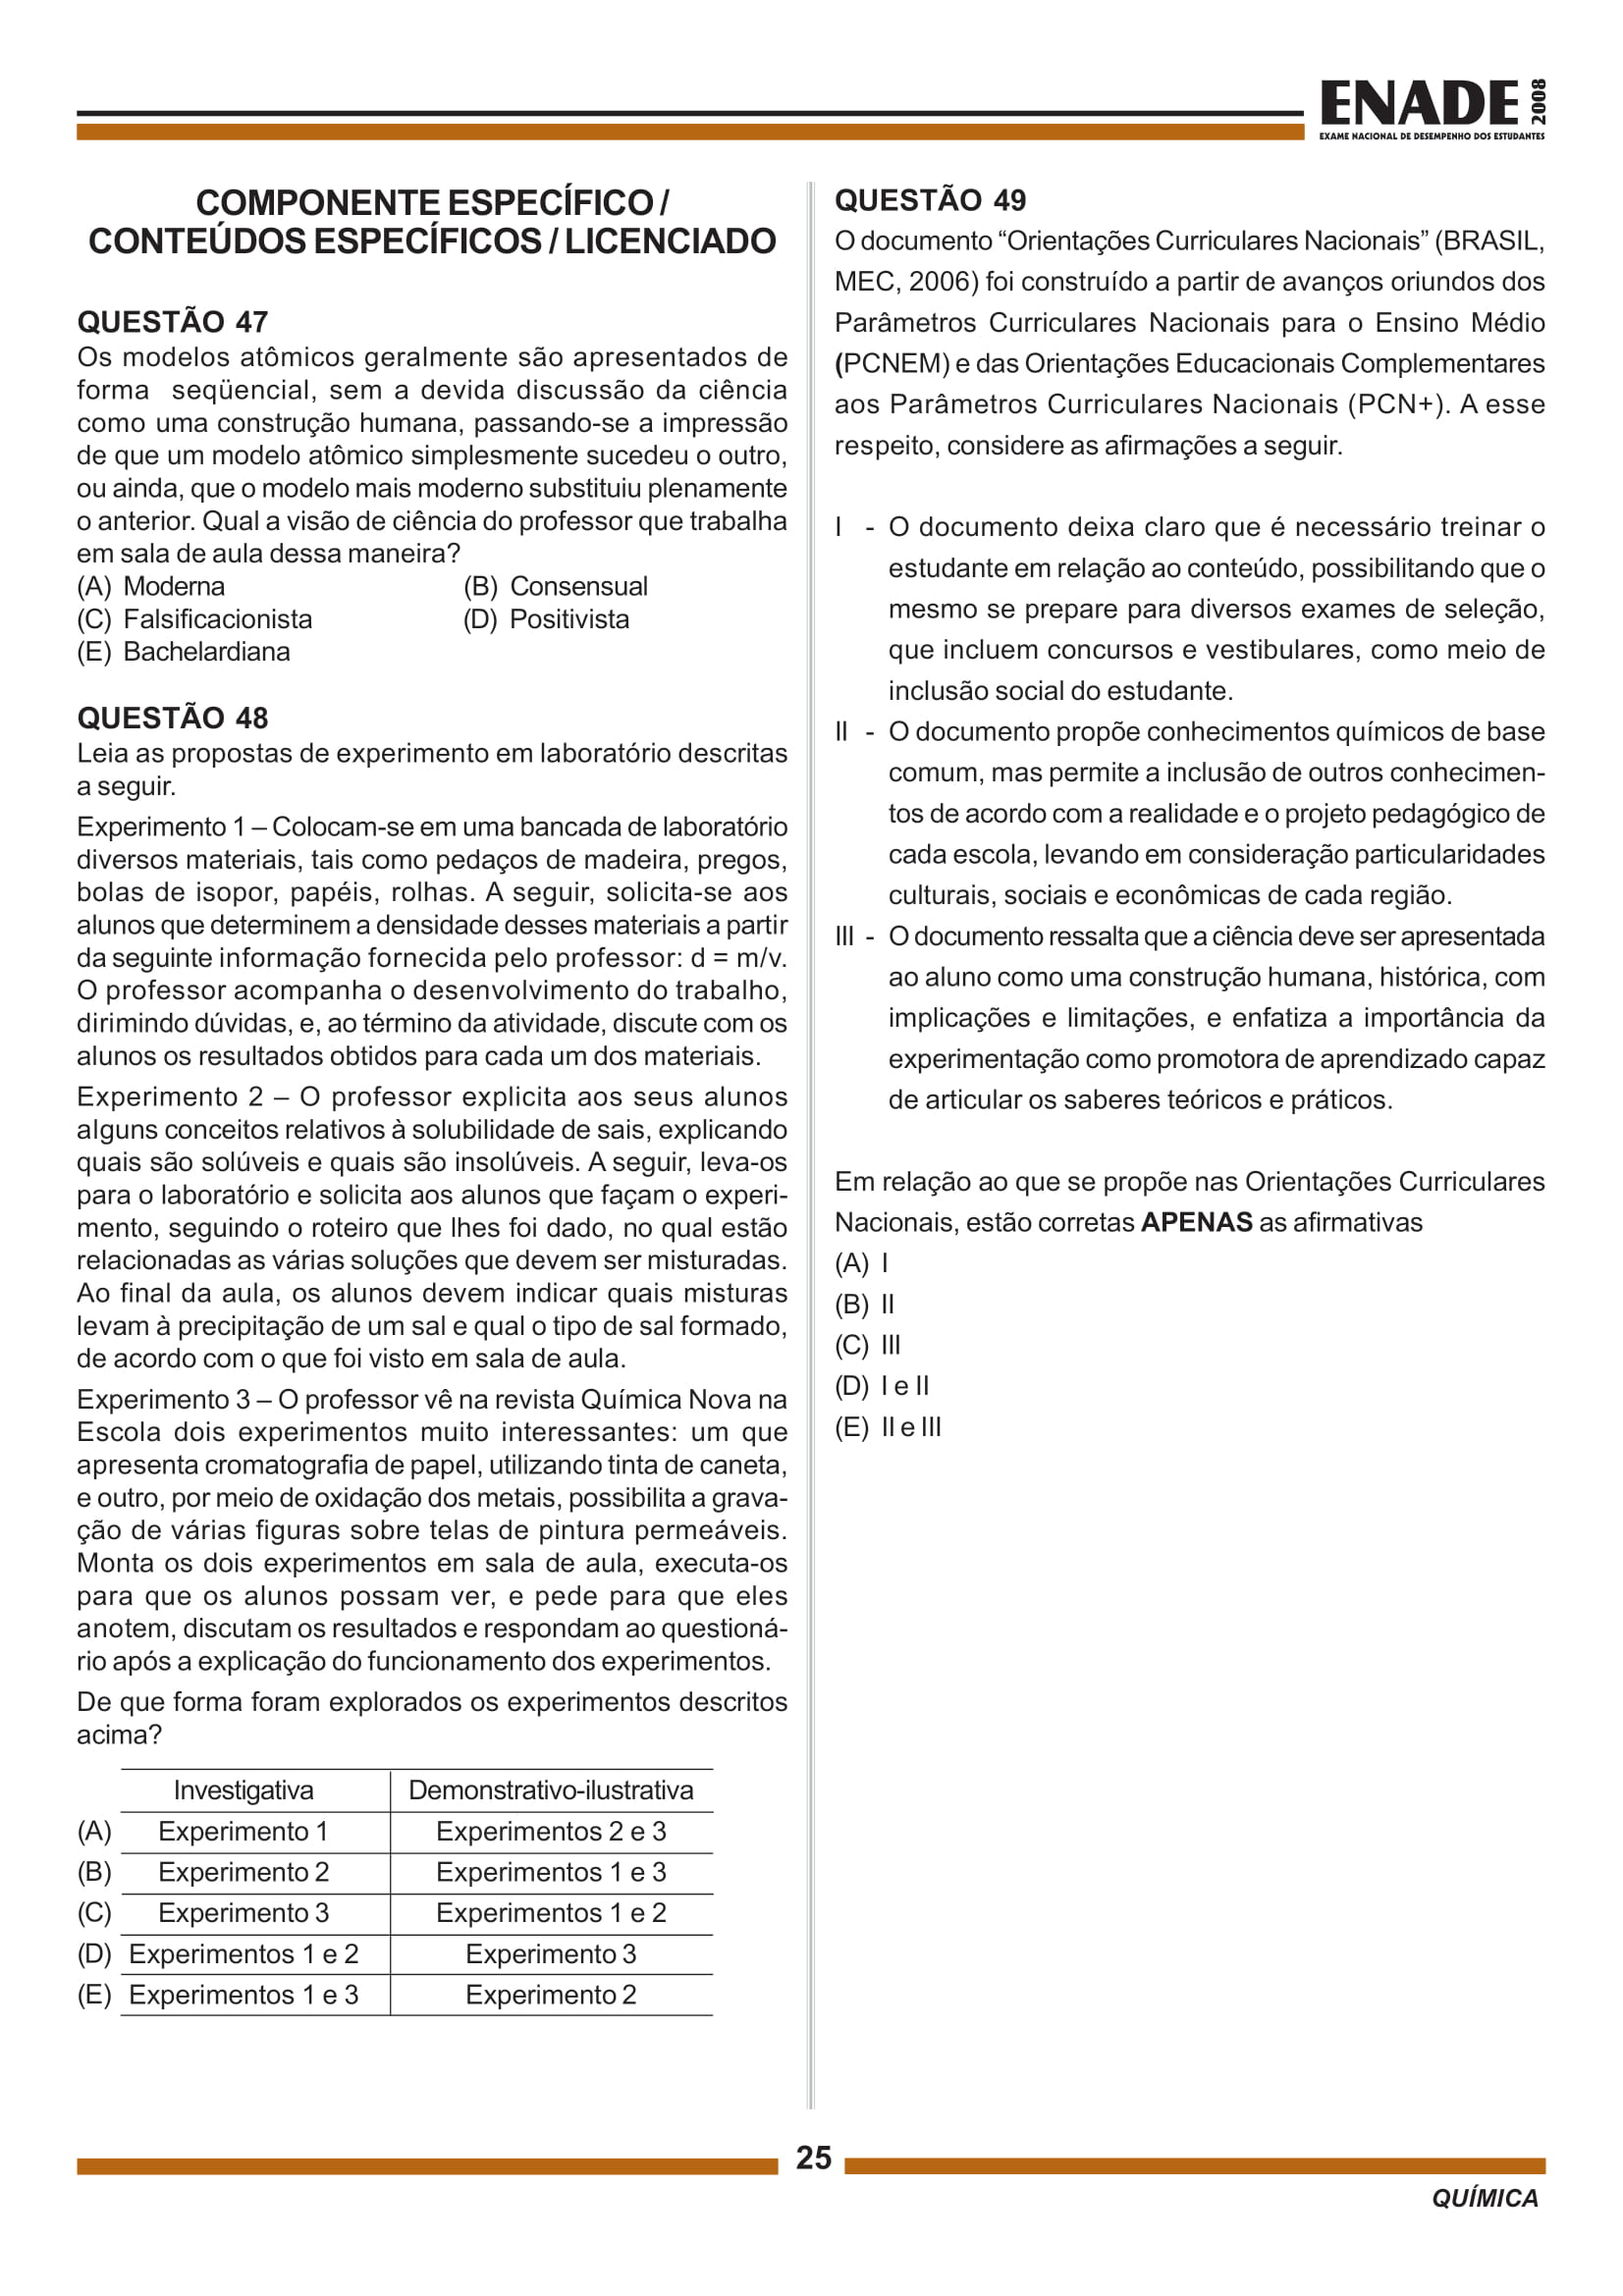 ENADE 2008
EXAME NACIONAL DE DESEMPENHO DOS ESTUDANTES
COMPONENTE ESPECÍFICO /
CONTEÚDOS ESPECÍFICOS / LICENCIADO
QUESTÃO 47
Os modelos atômicos geralmente são apresentados de
forma seqüencial, sem a devida discussão da ciência
como uma construção humana, passando-se a impressão
de que um modelo atômico simplesmente sucedeu o outro,
ou ainda, que o modelo mais moderno substituiu plenamente
o anterior. Qual a visão de ciência do professor que trabalha
em sala de aula dessa maneira?
(A) Moderna (B) Consensual
(C) Falsificacionista (D) Positivista
(E) Bachelardiana
QUESTÃO 48
Leia as propostas de experimento em laboratório descritas
a seguir.
Experimento 1 – Colocam-se em uma bancada de laboratório
diversos materiais, tais como pedaços de madeira, pregos,
bolas de isopor, papéis, rolhas. A seguir, solicita-se aos
alunos que determinem a densidade desses materiais a partir
da seguinte informação fornecida pelo professor: d = m/v.
O professor acompanha o desenvolvimento do trabalho,
dirimindo dúvidas, e, ao término da atividade, discute com os
alunos os resultados obtidos para cada um dos materiais.
Experimento 2 – O professor explicita aos seus alunos
alguns conceitos relativos à solubilidade de sais, explicando
quais são solúveis e quais são insolúveis. A seguir, leva-os
para o laboratório e solicita aos alunos que façam o experi-
mento, seguindo o roteiro que lhes foi dado, no qual estão
relacionadas as várias soluções que devem ser misturadas.
Ao final da aula, os alunos devem indicar quais misturas
levam à precipitação de um sal e qual o tipo de sal formado,
de acordo com o que foi visto em sala de aula.
Experimento 3 – O professor vê na revista Química Nova na
Escola dois experimentos muito interessantes: um que
apresenta cromatografia de papel, utilizando tinta de caneta,
e outro, por meio de oxidação dos metais, possibilita a grava-
ção de várias figuras sobre telas de pintura permeáveis.
Monta os dois experimentos em sala de aula, executa-os
para que os alunos possam ver, e pede para que eles
anotem, discutam os resultados e respondam ao questioná-
rio após a explicação do funcionamento dos experimentos.
De que forma foram explorados os experimentos descritos
acima?
Investigativa Demonstrativo-ilustrativa
(A) Experimento 1 Experimentos 2 e 3
(B) Experimento 2 Experimentos 1 e 3
(C) Experimento 3 Experimentos 1 e 2
(D) Experimentos 1 e 2 Experimento 3
(E) Experimentos 1 e 3 Experimento 2
QUESTÃO 49
O documento “Orientações Curriculares Nacionais” (BRASIL,
MEC, 2006) foi construído a partir de avanços oriundos dos
Parâmetros Curriculares Nacionais para o Ensino Médio
(PCNEM) e das Orientações Educacionais Complementares
aos Parâmetros Curriculares Nacionais (PCN+). A esse
respeito, considere as afirmações a seguir.
I - O documento deixa claro que é necessário treinar o
estudante em relação ao conteúdo, possibilitando que o
mesmo se prepare para diversos exames de seleção,
que incluem concursos e vestibulares, como meio de
inclusão social do estudante.
II - O documento propõe conhecimentos químicos de base
comum, mas permite a inclusão de outros conhecimen-
tos de acordo com a realidade e o projeto pedagógico de
cada escola, levando em consideração particularidades
culturais, sociais e econômicas de cada região.
III - O documento ressalta que a ciência deve ser apresentada
ao aluno como uma construção humana, histórica, com
implicações e limitações, e enfatiza a importância da
experimentação como promotora de aprendizado capaz
de articular os saberes teóricos e práticos.
Em relação ao que se propõe nas Orientações Curriculares
Nacionais, estão corretas APENAS as afirmativas
(A) I
(B) II
(C) III
(D) I e II
(E) II e III
25
QUÍMICA